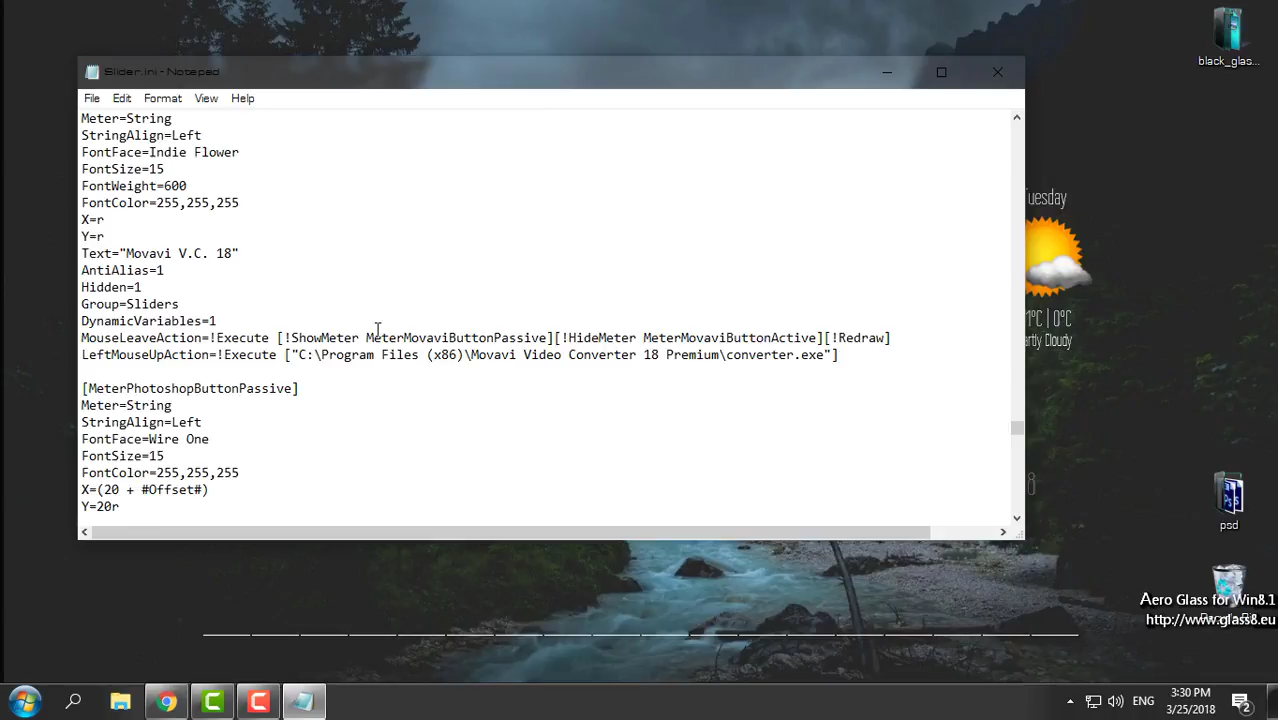 black_glas...
Slider.ini - Notepad
File Edit Format View Help
Meter=String
StringAlign=Left
FontFace=Indie Flower
FontSize=15
FontWeight=600
FontColor=255,255,255
X=r
Y=r
Text="Movavi V.C. 18"
AntiAlias=1
Hidden=1
Group=Sliders
DynamicVariables=1
MouseLeaveAction=!Execute [!ShowMeter MeterMovaviButtonPassive][!HideMeter MeterMovaviButtonActive][!Redraw]
LeftMouseUpAction=!Execute ["C:\Program Files (x86)\Movavi Video Converter 18 Premium\converter.exe"]
[MeterPhotoshopButtonPassive]
Meter=String
StringAlign=Left
FontFace=Wire One
FontSize=15
FontColor=255,255,255
X=(20 + #Offset#)
Y=20r
uesday
1°C | 0°C
artly Cloudy
8
psd
Aero Glass for Win8.1
http://www.glass8.eu
ENG
3:30 PM
3/25/2018
2